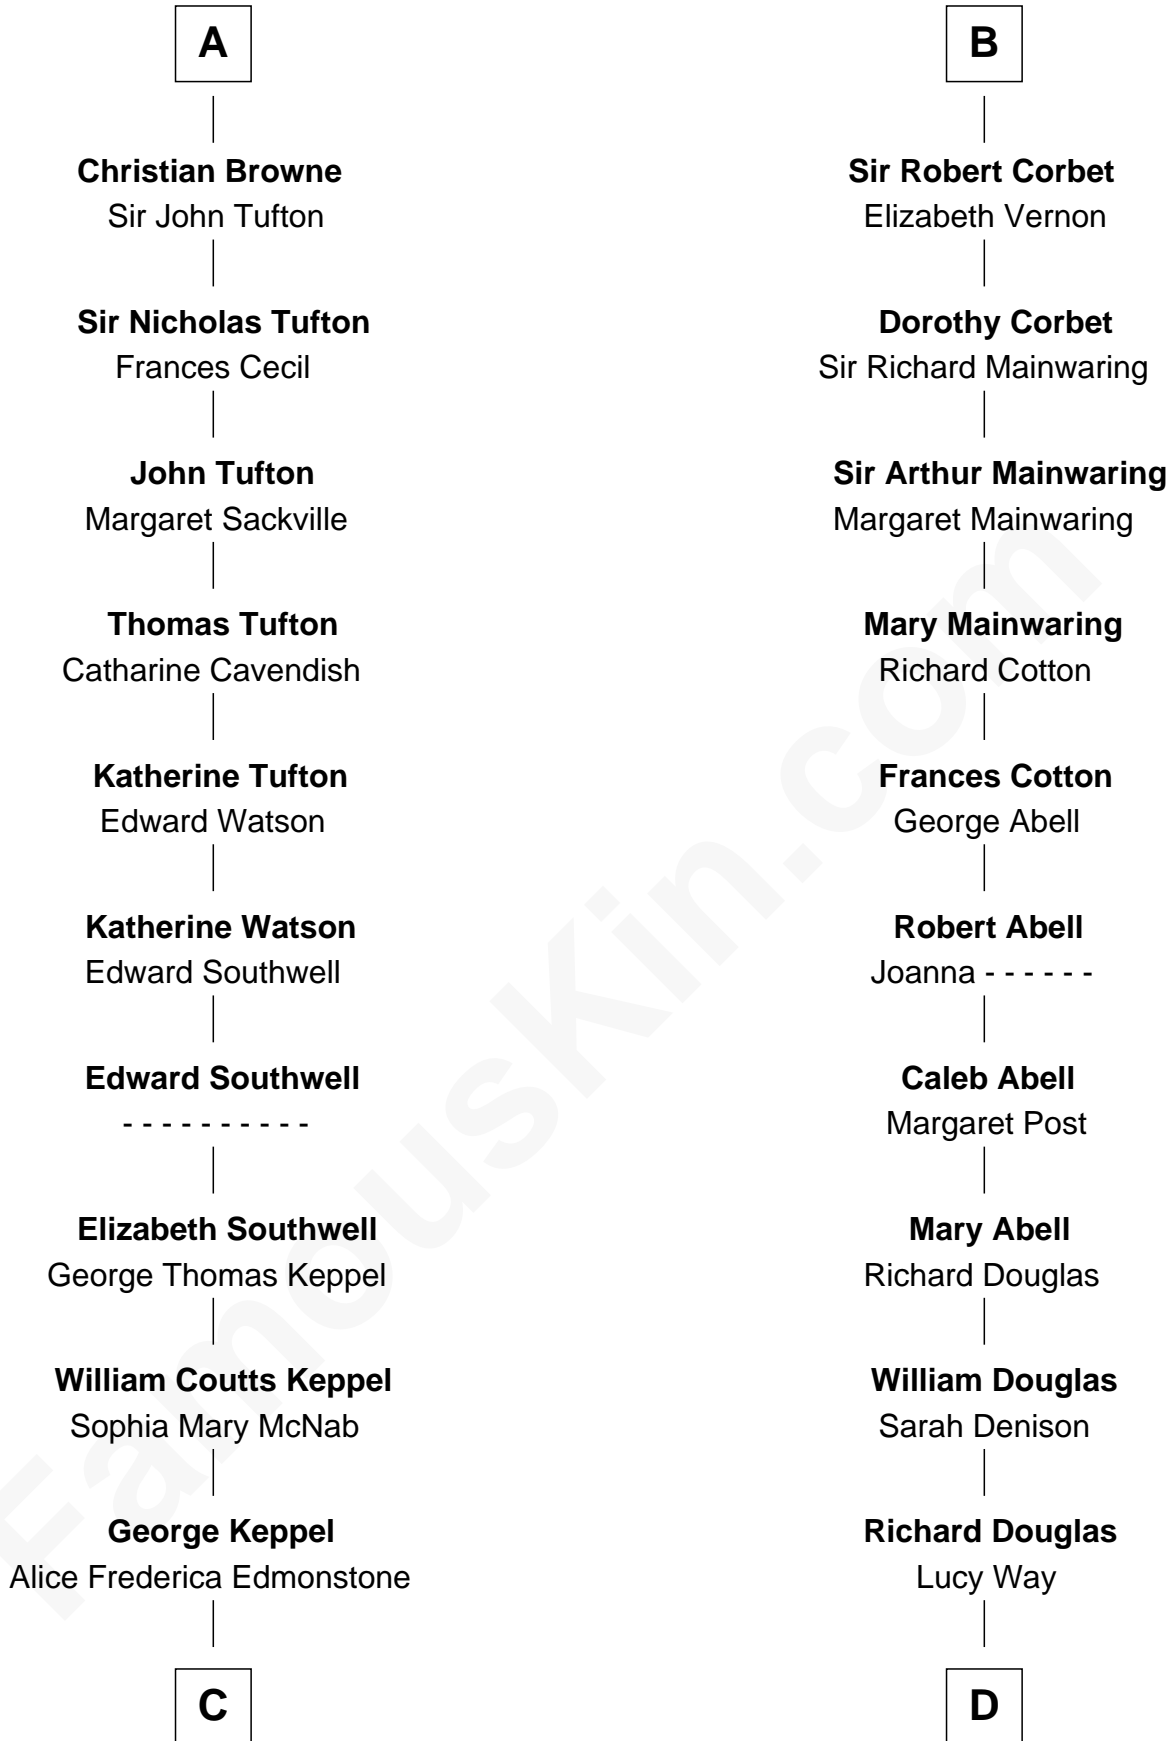 A
Christian Browne
Sir John Tufton
Sir Nicholas Tufton
Frances Cecil
John Tufton
Margaret Sackville
Thomas Tufton
Catharine Cavendish
Katherine Tufton
Edward Watson
Katherine Watson
Edward Southwell
Edward Southwell
- - - - - - - - - -
Elizabeth Southwell
George Thomas Keppel
William Coutts Keppel
Sophia Mary McNab
George Keppel
Alice Frederica Edmonstone
C
B
Sir Robert Corbet
Elizabeth Vernon
Dorothy Corbet
Sir Richard Mainwaring
Sir Arthur Mainwaring
Margaret Mainwaring
Mary Mainwaring
Richard Cotton
Frances Cotton
George Abell
Robert Abell
Joanna - - - - - -
Caleb Abell
Margaret Post
Mary Abell
Richard Douglas
William Douglas
Sarah Denison
Richard Douglas
Lucy Way
D
FamousKin.com